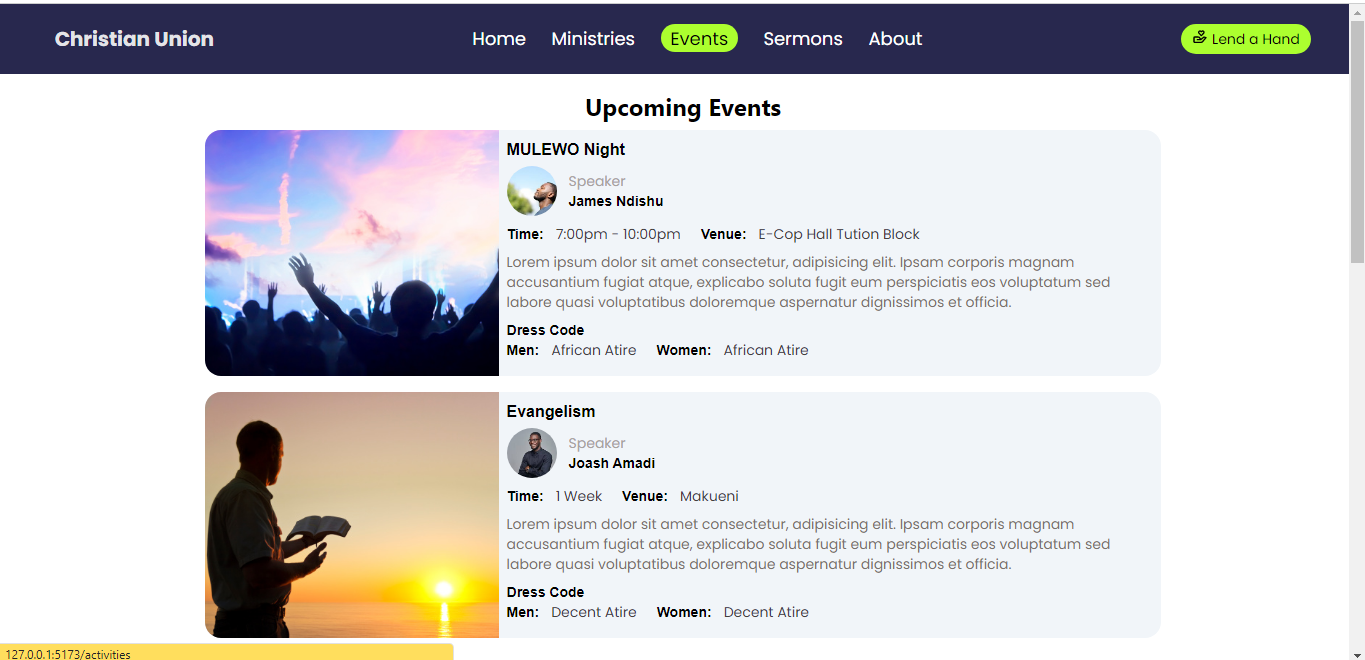 Christian Union
Home Ministries Events Sermons About
Lend a Hand
Upcoming Events
MULEWO Night
Speaker
James Ndishu
Time: 7:00pm - 10:00pm Venue: E-Cop Hall Tution Block
Lorem ipsum dolor sit amet consectetur, adipisicing elit. Ipsam corporis magnam
accusantium fugiat atque, explicabo soluta fugit eum perspiciatis eos voluptatum sed
labore quasi voluptatibus doloremque aspernatur dignissimos et officia.
Dress Code
Men: African Atire Women: African Atire
Evangelism
Speaker
Joash Amadi
Time: 1 Week Venue: Makueni
Lorem ipsum dolor sit amet consectetur, adipisicing elit. Ipsam corporis magnam
accusantium fugiat atque, explicabo soluta fugit eum perspiciatis eos voluptatum sed
labore quasi voluptatibus doloremque aspernatur dignissimos et officia.
Dress Code
Men: Decent Atire Women: Decent Atire
127.0.0.1:5173/activities